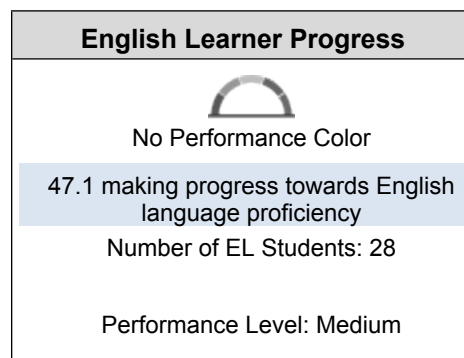 English Learner Progress
No Performance Color
47.1 making progress towards English
language proficiency
Number of EL Students: 28
Performance Level: Medium